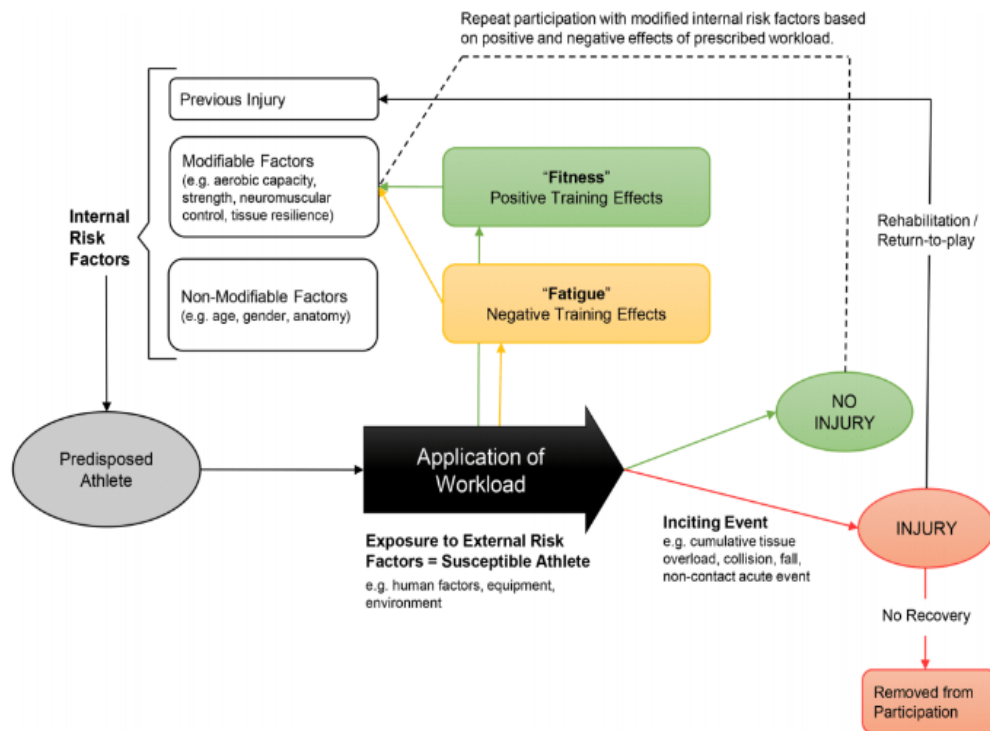 Repeat participation with modified internal risk factors based
on positive and negative effects of prescribed workload.
Previous Injury
Modifiable Factors
(e.g. aerobic capacity,
strength, neuromuscular
control, tissue resilience)
Internal
Risk
Factors
Non-Modifiable Factors
(e.g. age, gender, anatomy)
"Fitness"
Positive Training Effects
"Fatigue"
Negative Training Effects
Rehabilitation /
Return-to-play
NO
INJURY
Predisposed
Athlete
Application of
Workload
Exposure to External Risk
Factors = Susceptible Athlete
e.g. human factors, equipment,
environment
Inciting Event
e.g. cumulative tissue
overload, collision, fall,
non-contact acute event
INJURY
No Recovery
Removed from
Participation